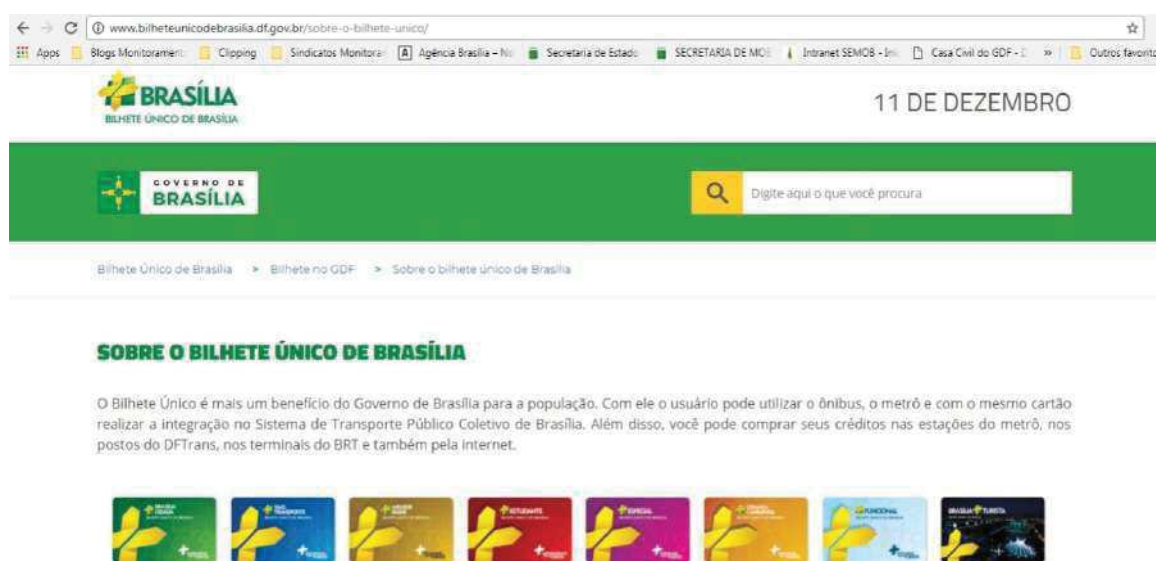 www.bilheteunicodebrasilia.df.gov.br/sobre-o-bilhete-unico/
Apps Blogs Monitorament Clipping Sindicatos Monitora Agência Brasília – No Secretaria de Estado SECRETARIA DE MOB Intranet SEMOB - Iní Casa Civil do GDF - » Outros favorito
BRASÍLIA
BILHETE ÚNICO DE BRASÍLIA
11 DE DEZEMBRO
GOVERNO DE
BRASÍLIA
Digite aqui o que você procura
Bilhete Único de Brasília > Bilhete no GDF > Sobre o bilhete único de Brasília
SOBRE O BILHETE ÚNICO DE BRASÍLIA
O Bilhete Único é mais um benefício do Governo de Brasília para a população. Com ele o usuário pode utilizar o ônibus, o metrô e com o mesmo cartão
realizar a integração no Sistema de Transporte Público Coletivo de Brasília. Além disso, você pode comprar seus créditos nas estações do metrô, nos
postos do DFTrans, nos terminais do BRT e também pela internet.
ESTUDANTE
ESPECIAL
FUNCIONAL
BRASÍLIA TURISTA